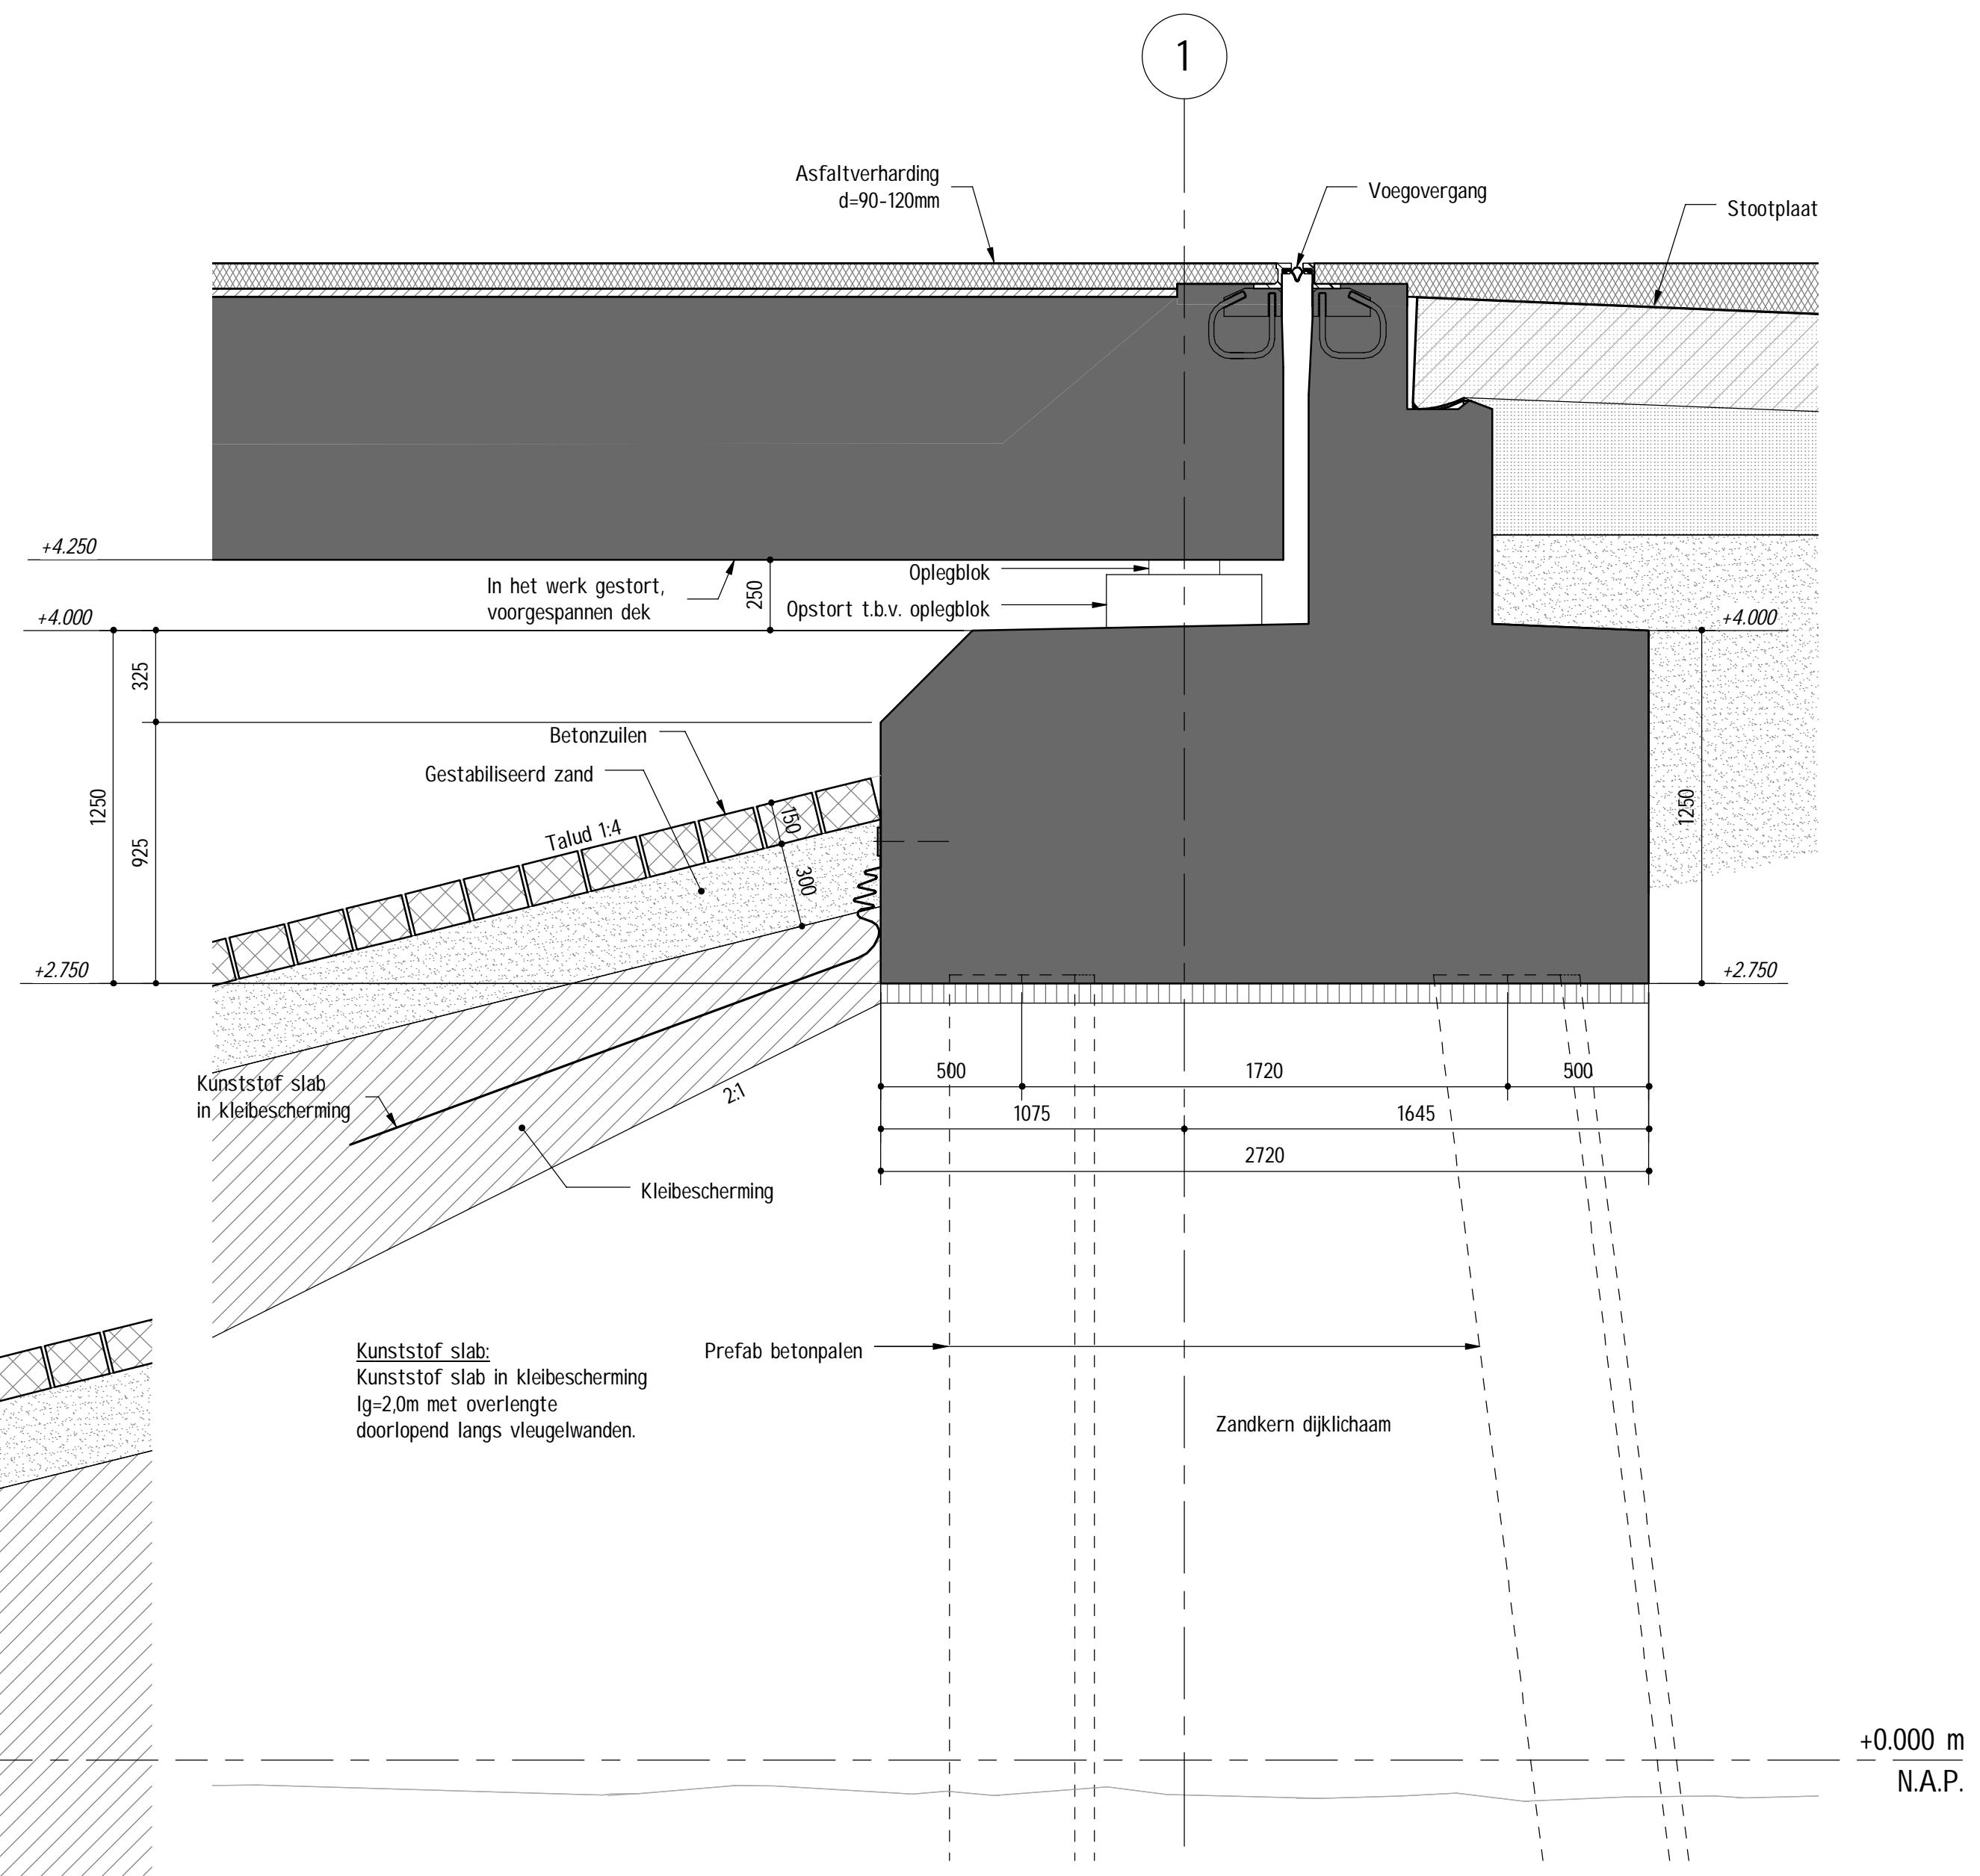 1
Asfaltverharding
d=90-120mm
Voegovergang
Stootplaat
+4.250
In het werk gestort,
voorgespannen dek
250
Oplegblok
Opstort t.b.v. oplegblok
+4.000
+4.000
325
Betonzuilen
Gestabiliseerd zand
Talud 1:4
150
300
1250
925
1250
+2.750
+2.750
Kunststof slab
in kleibescherming
2:1
Kleibescherming
500
1720
500
1075
1645
2720
Kunststof slab:
Kunststof slab in kleibescherming
lg=2,0m met overlengte
doorlopend langs vleugelwanden.
Prefab betonpalen
Zandkern dijklichaam
+0.000 m
N.A.P.